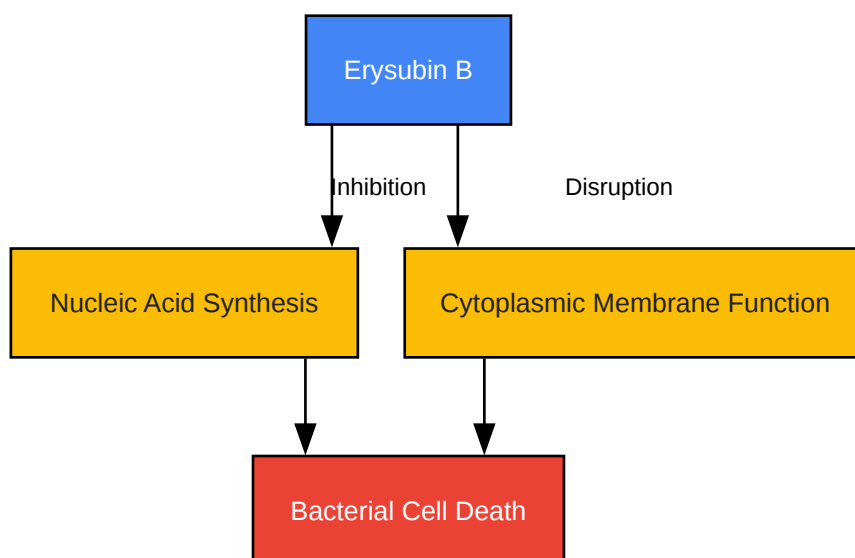 Erysubin B
Inhibition
Disruption
Nucleic Acid Synthesis
Cytoplasmic Membrane Function
Bacterial Cell Death